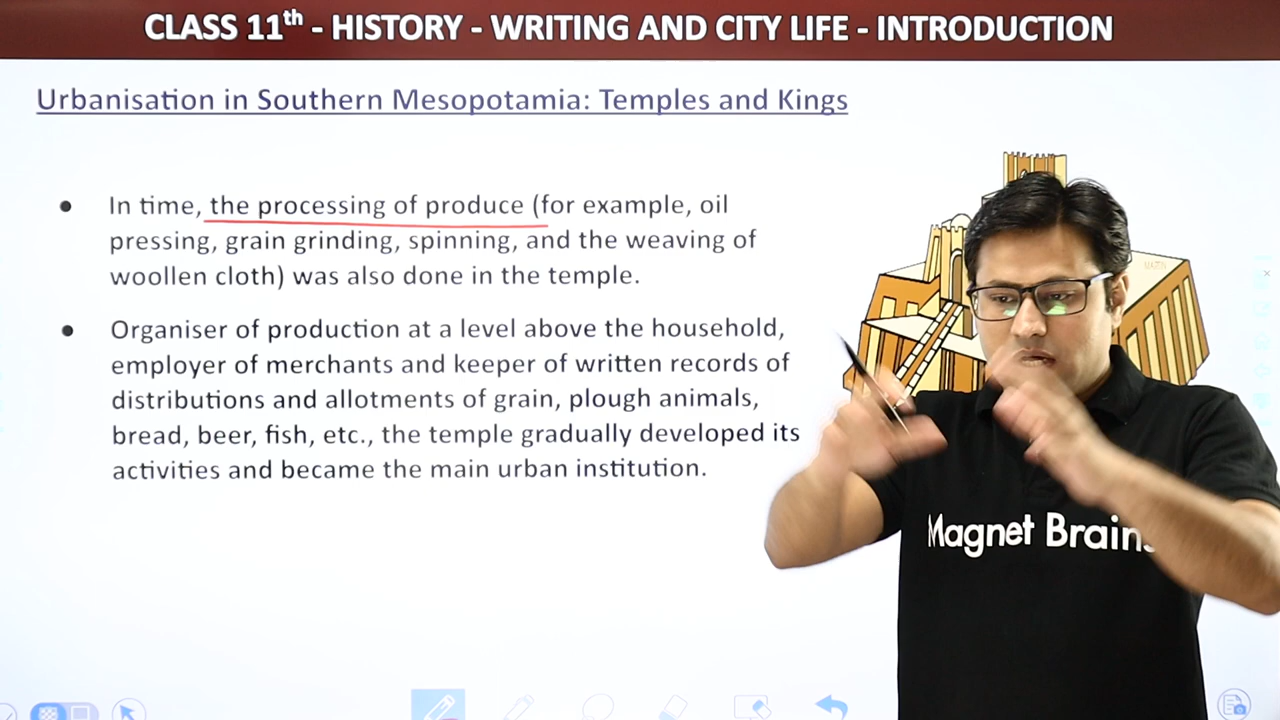 CLASS 11th - HISTORY - WRITING AND CITY LIFE - INTRODUCTION
Urbanisation in Southern Mesopotamia: Temples and Kings
• In time, the processing of produce (for example, oil
pressing, grain grinding, spinning, and the weaving of
woollen cloth) was also done in the temple.
• Organiser of production at a level above the household,
employer of merchants and keeper of written records of
distributions and allotments of grain, plough animals,
bread, beer, fish, etc., the temple gradually developed its
activities and became the main urban institution.
Magnet Brains